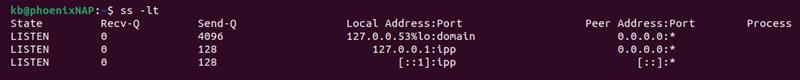 kb@phoenixNAP:~$ ss -lt
State Recv-Q Send-Q Local Address:Port Peer Address:Port Process
LISTEN 0 4096 127.0.0.53%lo:domain 0.0.0.0:*
LISTEN 0 128 127.0.0.1:ipp 0.0.0.0:*
LISTEN 0 128 [::1]:ipp [::]:*